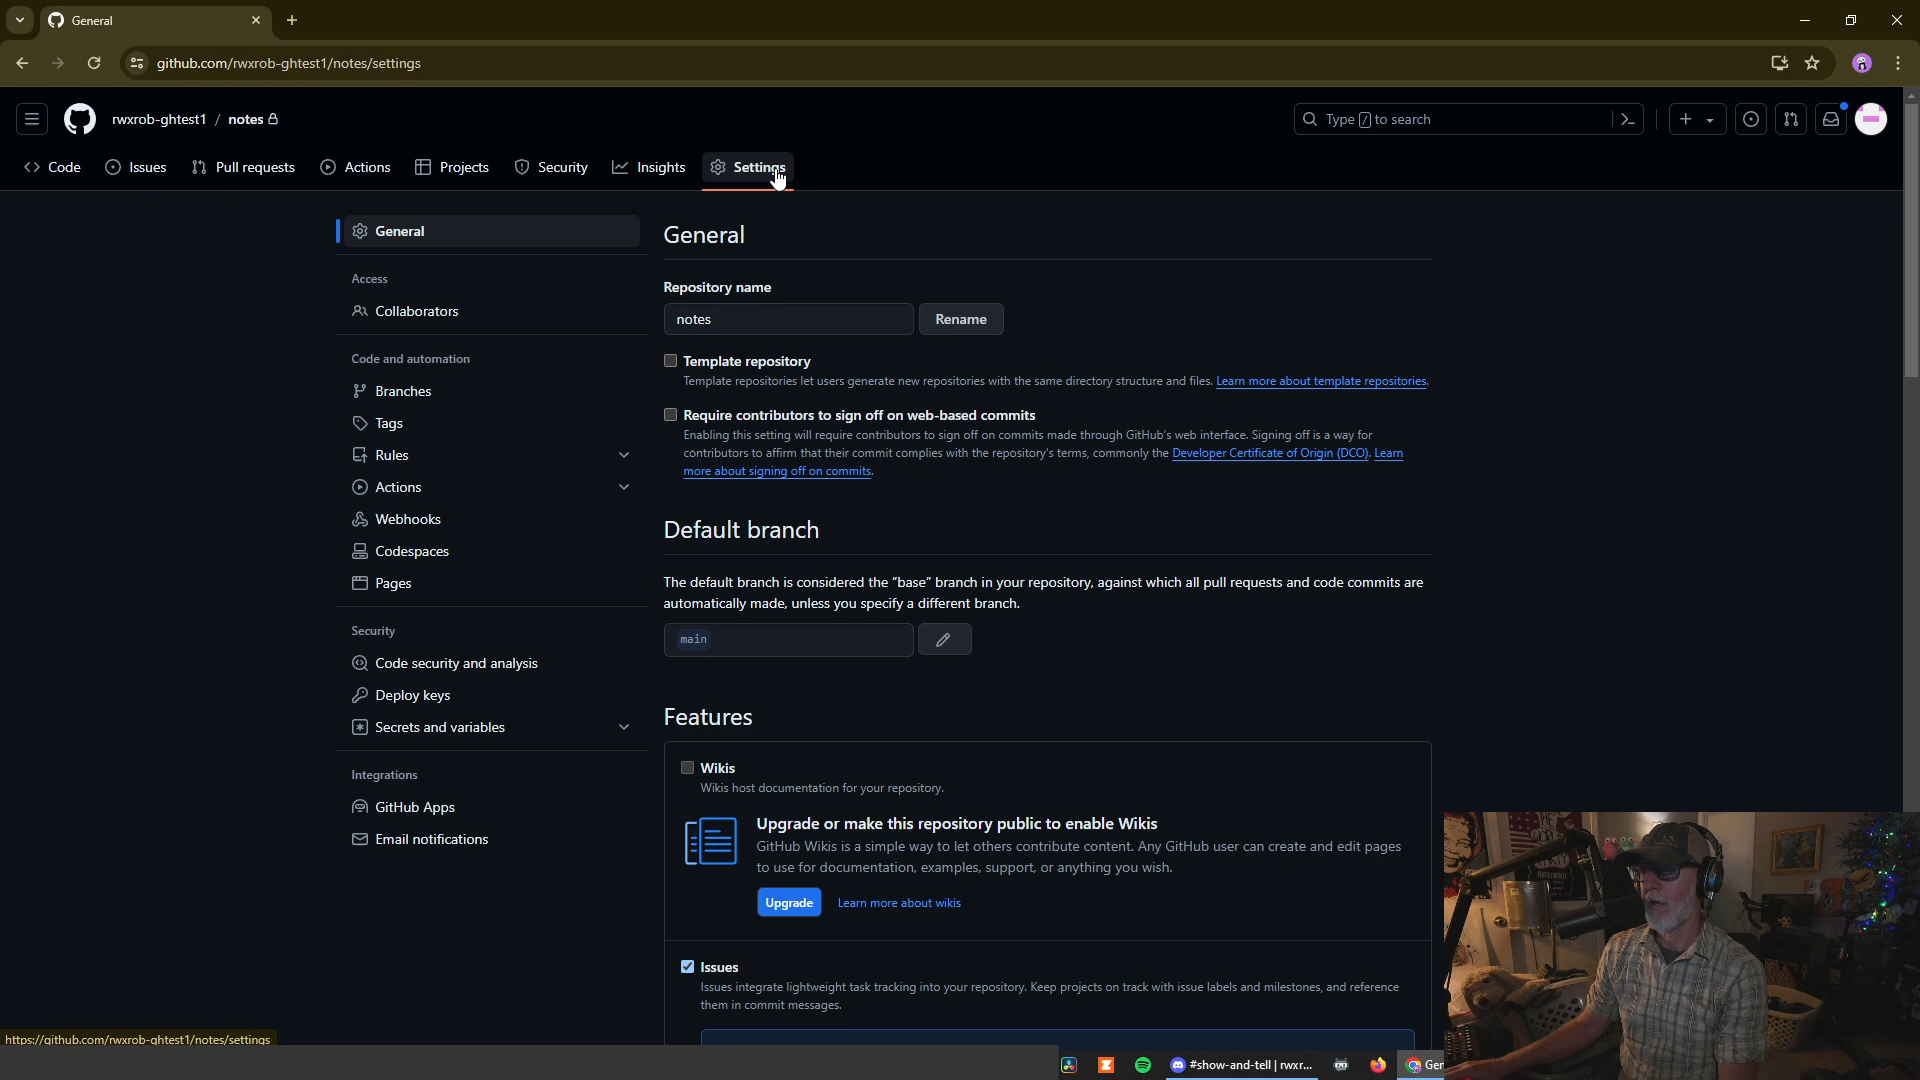 General
github.com/rwxrob-ghtest1/notes/settings
rwxrob-ghtest1 / notes
Type / to search
Code
Issues
Pull requests
Actions
Projects
Security
Insights
Settings
General
Access
Collaborators
Code and automation
Branches
Tags
Rules
Actions
Webhooks
Codespaces
Pages
Security
Code security and analysis
Deploy keys
Secrets and variables
Integrations
GitHub Apps
Email notifications
General
Repository name
notes
Rename
Template repository
Template repositories let users generate new repositories with the same directory structure and files. Learn more about template repositories.
Require contributors to sign off on web-based commits
Enabling this setting will require contributors to sign off on commits made through GitHub's web interface. Signing off is a way for
contributors to affirm that their commit complies with the repository's terms, commonly the Developer Certificate of Origin (DCO). Learn
more about signing off on commits.
Default branch
The default branch is considered the “base” branch in your repository, against which all pull requests and code commits are
automatically made, unless you specify a different branch.
main
Features
Wikis
Wikis host documentation for your repository.
Upgrade or make this repository public to enable Wikis
GitHub Wikis is a simple way to let others contribute content. Any GitHub user can create and edit pages
to use for documentation, examples, support, or anything you wish.
Upgrade
Learn more about wikis
Issues
Issues integrate lightweight task tracking into your repository. Keep projects on track with issue labels and milestones, and reference
them in commit messages.
https://github.com/rwxrob-ghtest1/notes/settings
#show-and-tell | rwxr...
Gen